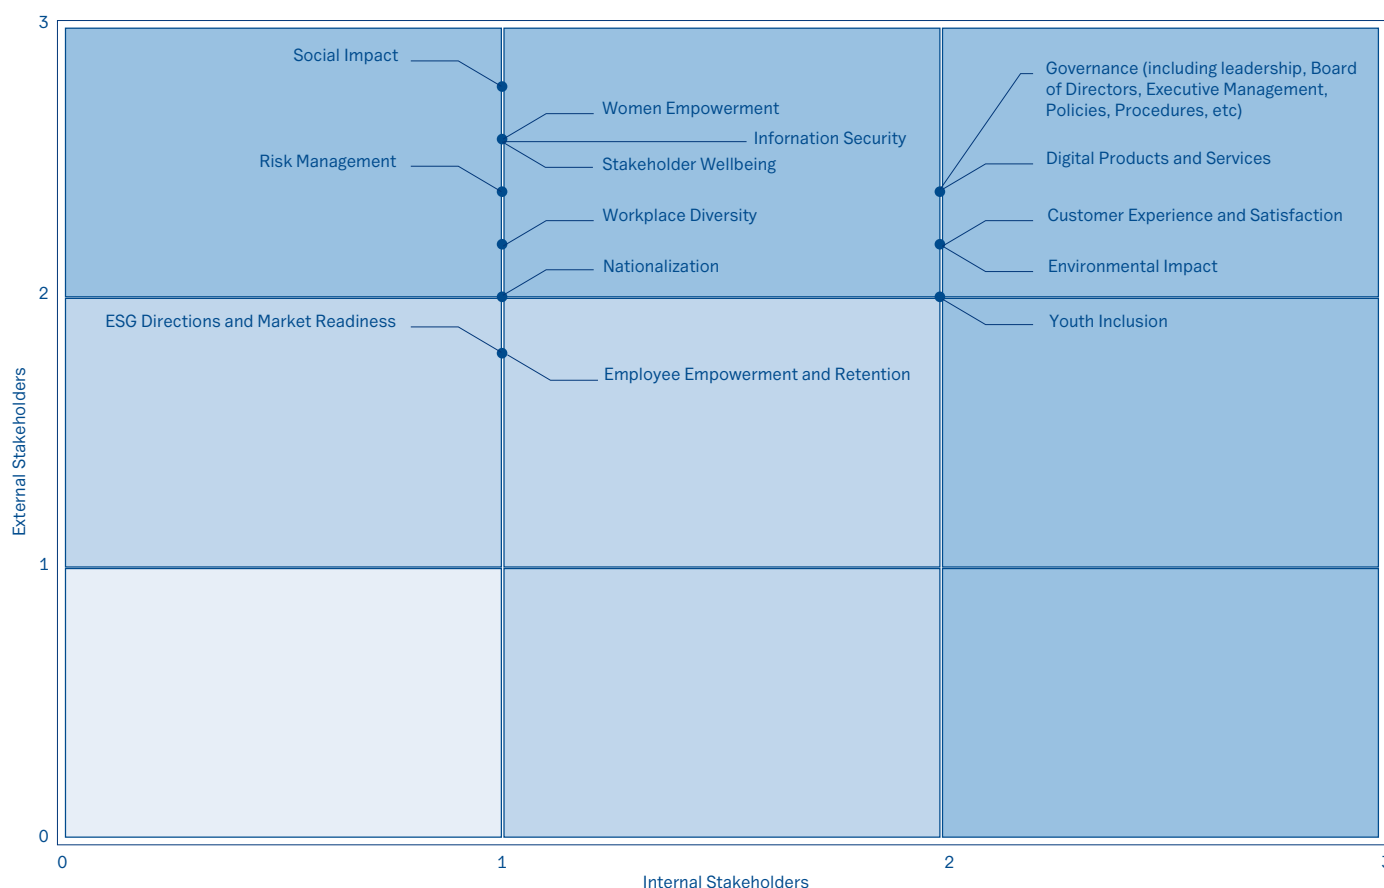 3
Social Impact
Governance (including leadership, Board
of Directors, Executive Management,
Policies, Procedures, etc)
Women Empowerment
Infornation Security
Risk Management
Stakeholder Wellbeing
Digital Products and Services
Workplace Diversity
Customer Experience and Satisfaction
Nationalization
Environmental Impact
2
ESG Directions and Market Readiness
Youth Inclusion
Employee Empowerment and Retention
External Stakeholders
1
0
0
1
2
Internal Stakeholders